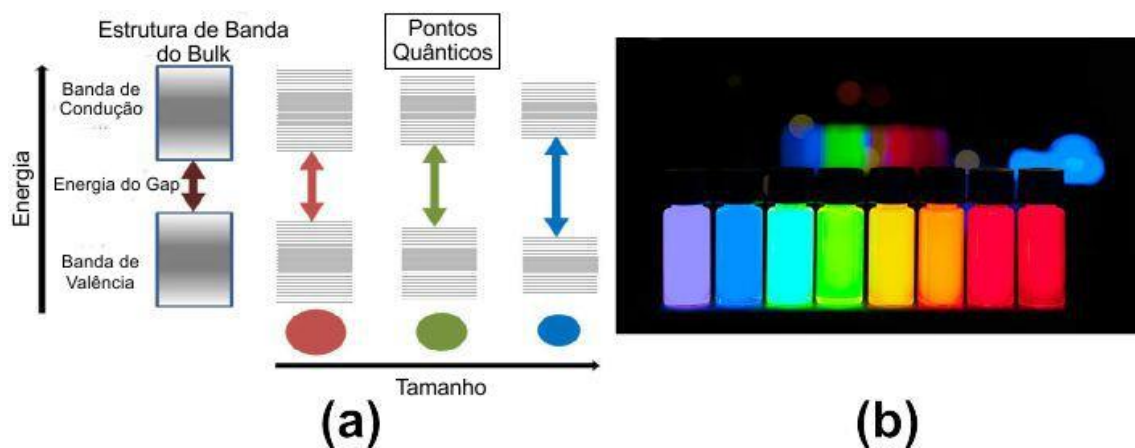 Estrutura de Banda
do Bulk
Pontos
Quânticos
Energia
Banda de
Condução
...
Energia do Gap
...
Banda de
Valência
Tamanho
(a)
(b)